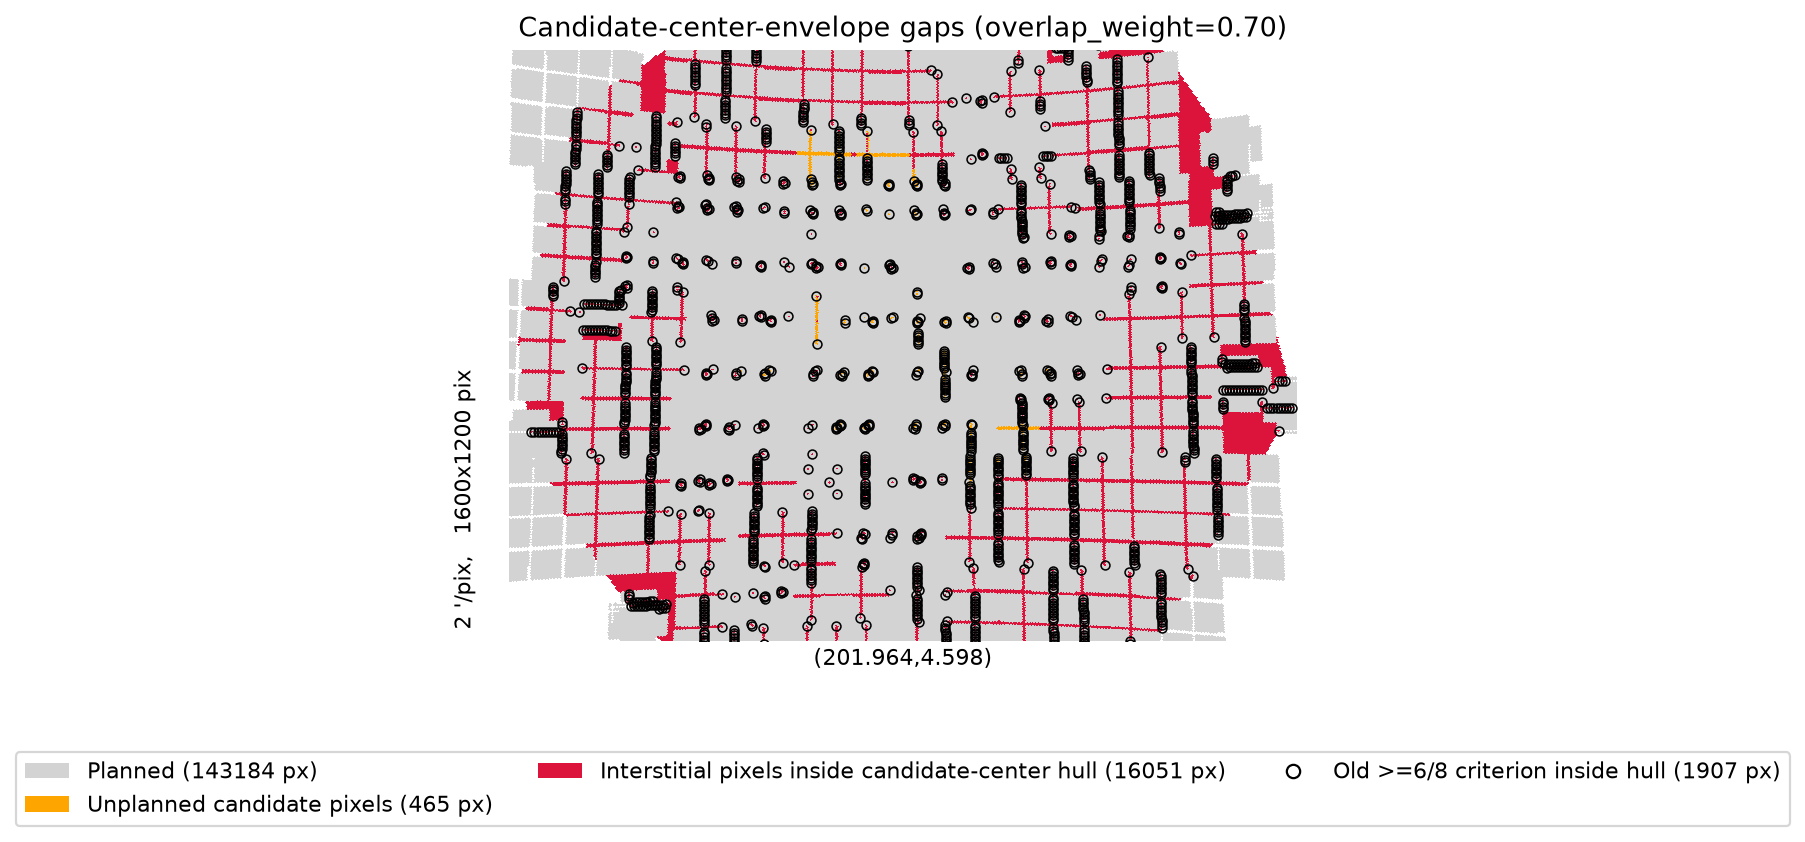 Candidate-center-envelope gaps (overlap_weight=0.70)
2 '/pix,   1600x1200 pix
(201.964,4.598)
Planned (143184 px)
Unplanned candidate pixels (465 px)
Interstitial pixels inside candidate-center hull (16051 px)
Old >=6/8 criterion inside hull (1907 px)